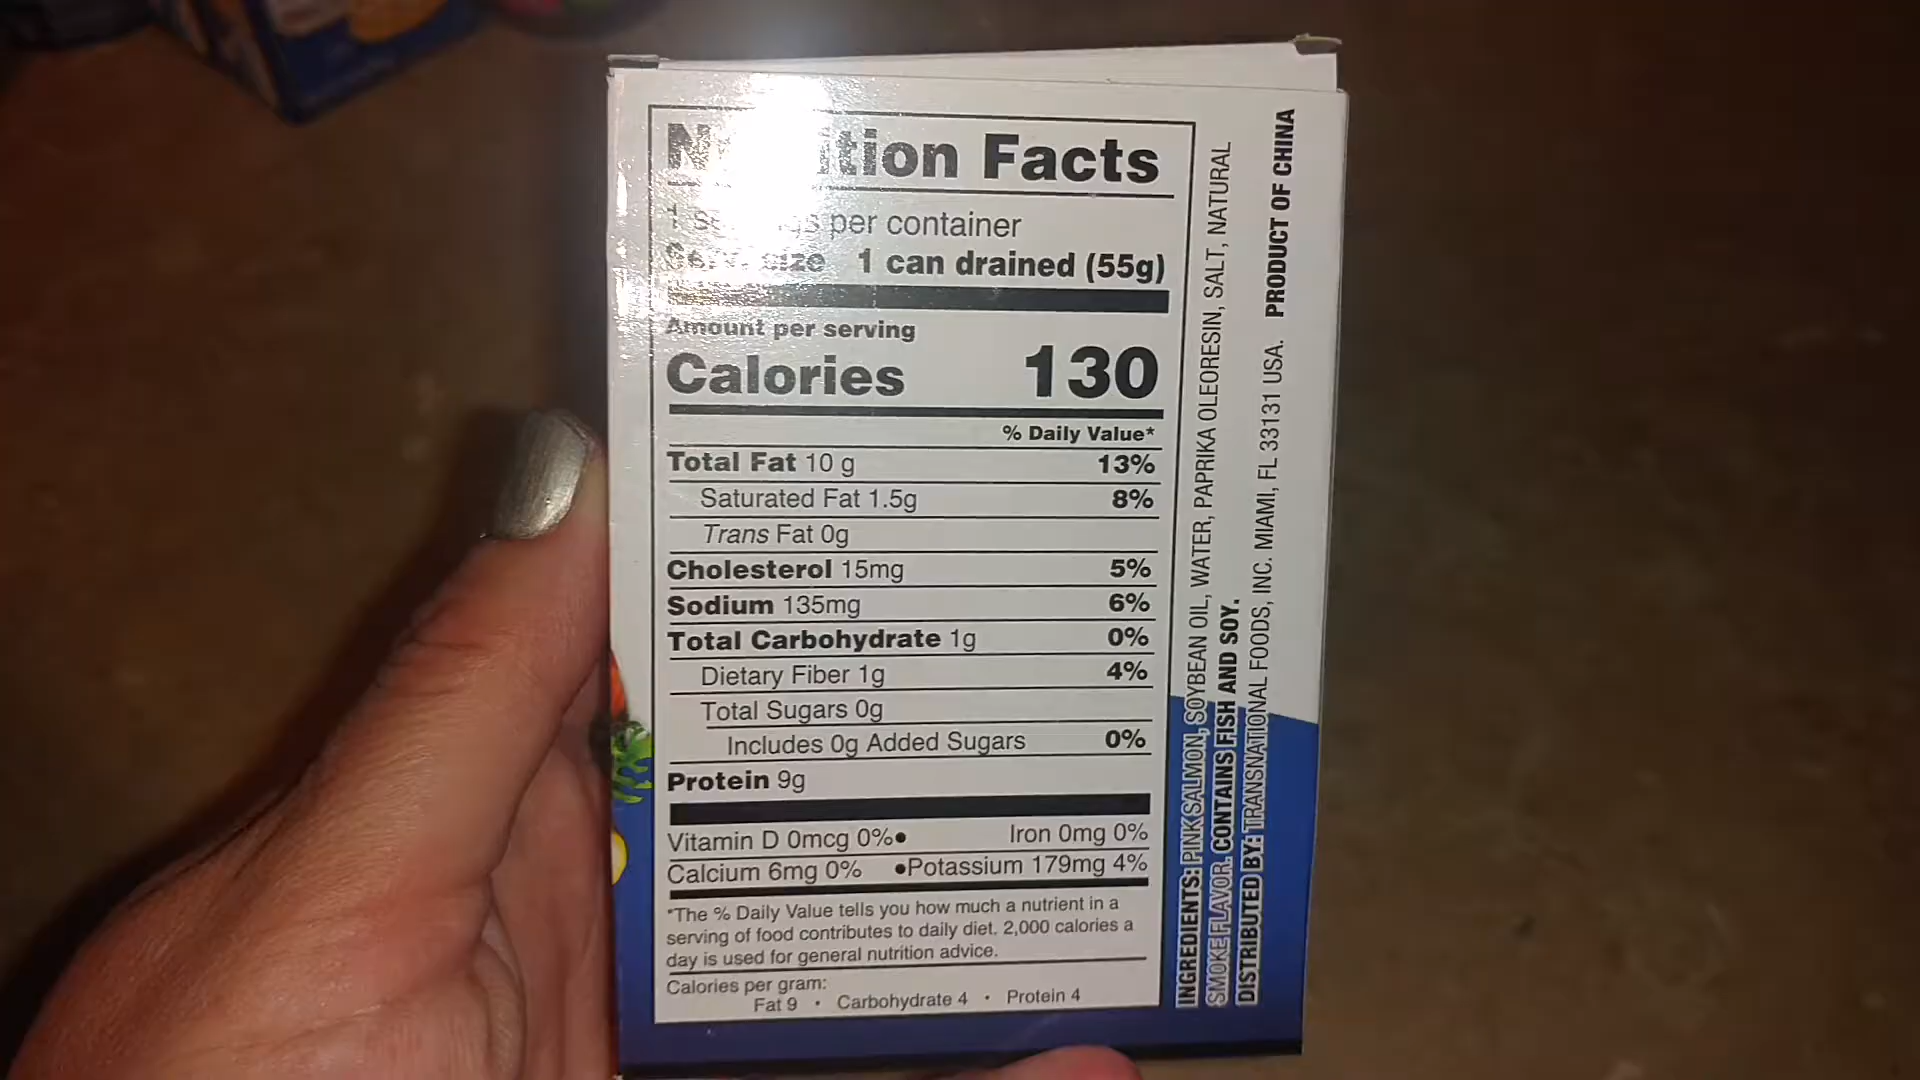 Nutrition Facts
per container
size 1 can drained (55g)
Amount per serving
Calories 130
% Daily Value*
Total Fat 10 g 13%
Saturated Fat 1.5g 8%
Trans Fat 0g
Cholesterol 15mg 5%
Sodium 135mg 6%
Total Carbohydrate 1g 0%
Dietary Fiber 1g 4%
Total Sugars 0g
Includes 0g Added Sugars 0%
Protein 9g
Vitamin D 0mcg 0%● Iron 0mg 0%
Calcium 6mg 0% ●Potassium 179mg 4%
*The % Daily Value tells you how much a nutrient in a
serving of food contributes to daily diet. 2,000 calories a
day is used for general nutrition advice.
Calories per gram:
Fat 9 • Carbohydrate 4 • Protein 4
INGREDIENTS: PINK SALMON, SOYBEAN OIL, WATER, PAPRIKA OLEORESIN, SALT, NATURAL
SMOKE FLAVOR. CONTAINS FISH AND SOY.
DISTRIBUTED BY: TRANSNATIONAL FOODS, INC. MIAMI, FL 33131 USA. PRODUCT OF CHINA